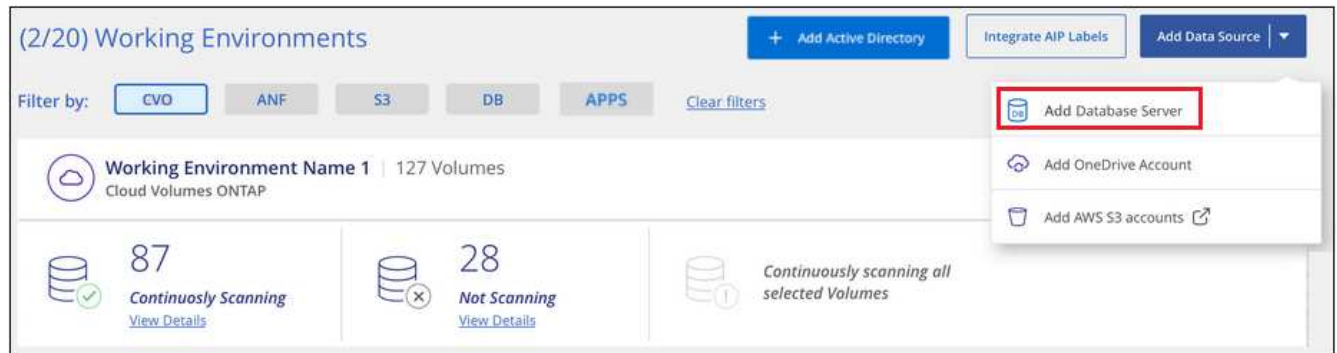 (2/20) Working Environments
+ Add Active Directory
Integrate AIP Labels
Add Data Source
Filter by: CVO ANF S3 DB APPS Clear filters
DB Add Database Server
Add OneDrive Account
Add AWS S3 accounts
Working Environment Name 1 | 127 Volumes
Cloud Volumes ONTAP
87
Continuosly Scanning
View Details
28
Not Scanning
View Details
Continuously scanning all
selected Volumes